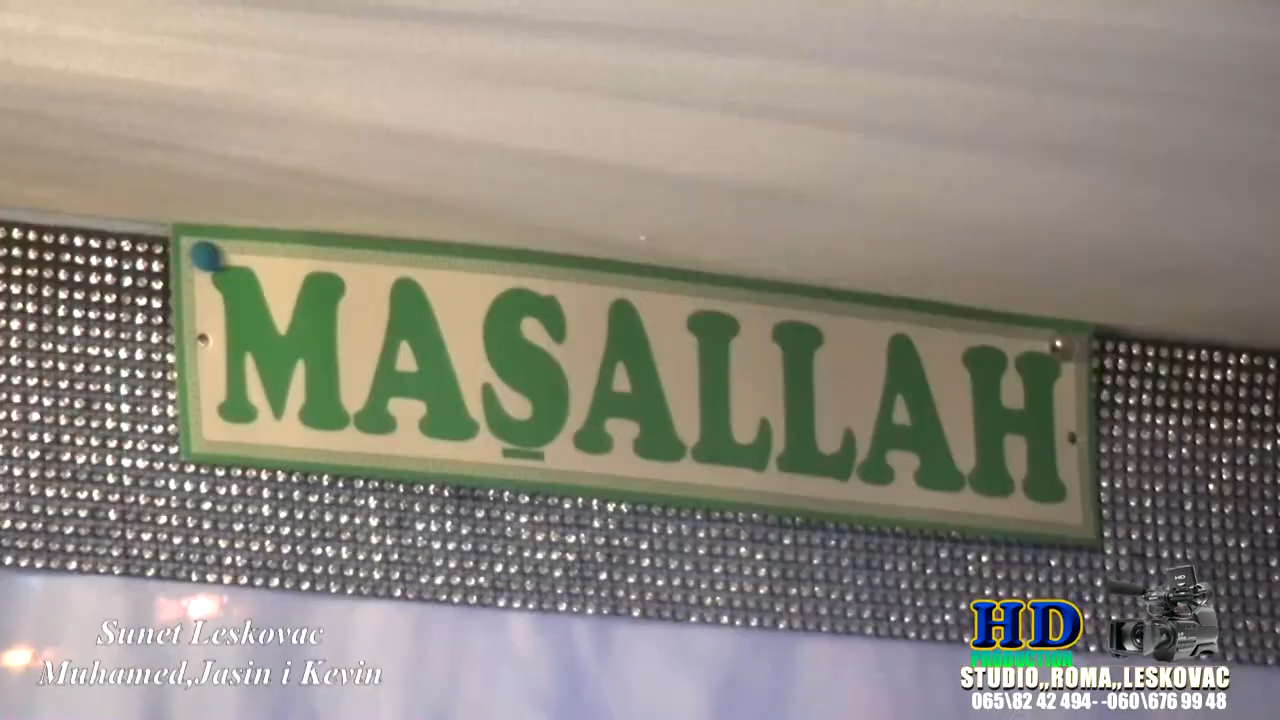 MAŞALLAH
Sunet Leskovac
Muhamed,Jasin i Kevin
HD
PRODUCTION
STUDIO,,ROMA,,LESKOVAC
065\82 42 494- -060\676 99 48